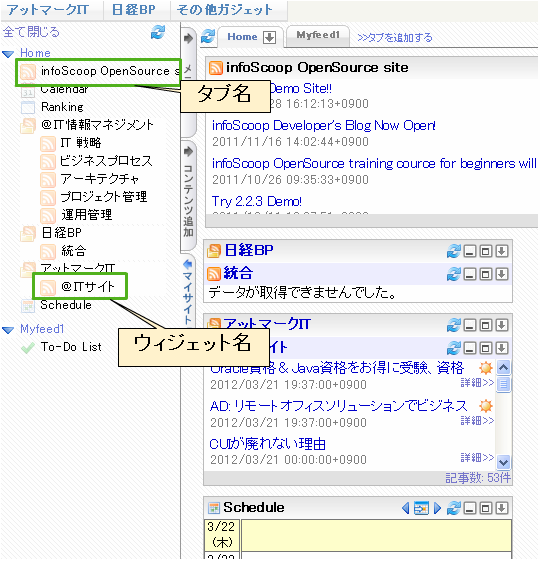 アットマークIT 日経BP その他ガジェット
全て閉じる
Home
infoScoop OpenSource s
Calendar
Ranking
@IT情報マネジメント
IT 戦略
ビジネスプロセス
アーキテクチャ
プロジェクト管理
運用管理
日経BP
統合
アットマークIT
@ITサイト
Schedule
Myfeed1
To-Do List
タブ名
ウィジェット名
メニ
コンテンツ追加
マイサイト
Home Myfeed1 >>タブを追加する
infoScoop OpenSource site
Demo Site!!
28 16:12:13+0900
infoScoop Developer's Blog Now Open!
2011/11/16 14:02:44+0900
infoScoop OpenSource training cource for beginners will
2011/10/26 09:35:33+0900
Try 2.2.3 Demo!
日経BP
統合
データが取得できませんでした。
アットマークIT
イト
Oracle資格 & Java資格をお得に受験、資格
2012/03/21 19:37:00+0900 詳細>>
AD: リモートオフィスソリューションでビジネス
2012/03/21 19:37:00+0900 詳細>>
CUIが廃れない理由
2012/03/21 00:00:00+0900 詳細>>
記事数: 53件
Schedule
3/22
(木)